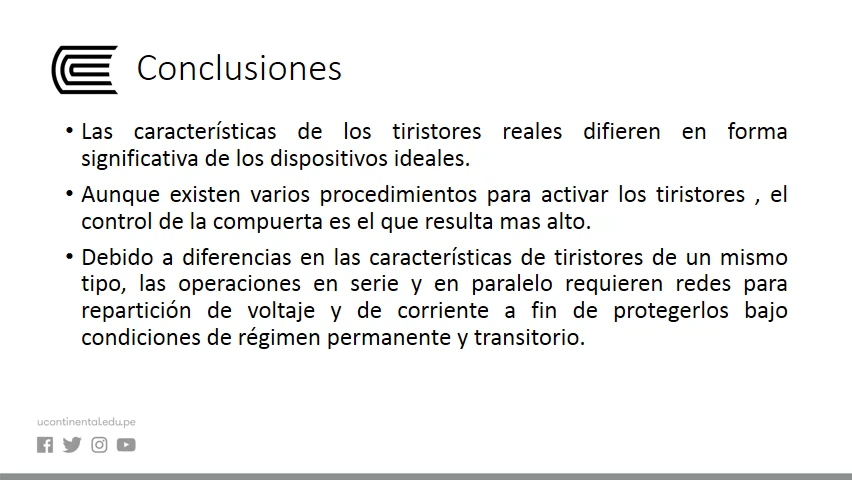 Conclusiones
• Las características de los tiristores reales difieren en forma
significativa de los dispositivos ideales.
• Aunque existen varios procedimientos para activar los tiristores , el
control de la compuerta es el que resulta mas alto.
• Debido a diferencias en las características de tiristores de un mismo
tipo, las operaciones en serie y en paralelo requieren redes para
repartición de voltaje y de corriente a fin de protegerlos bajo
condiciones de régimen permanente y transitorio.
ucontinental.edu.pe